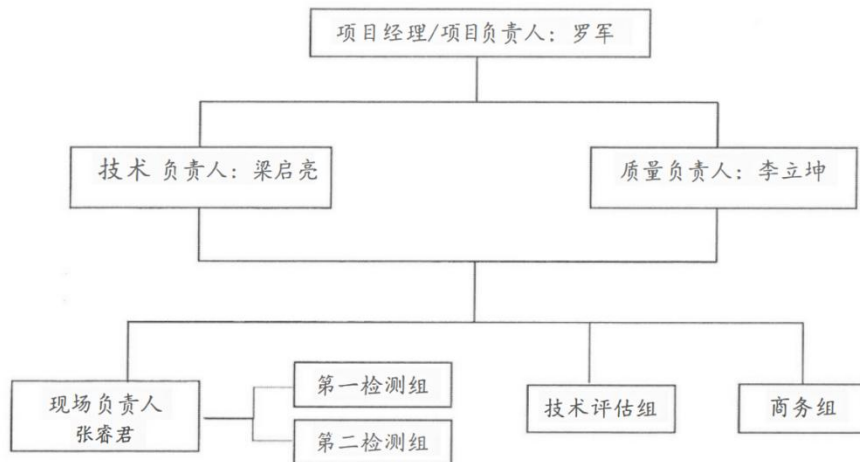 项目经理/项目负责人：罗军
技术 负责人：梁启亮
质量负责人：李立坤
现场负责人
张睿君
第一检测组
第二检测组
技术评估组
商务组